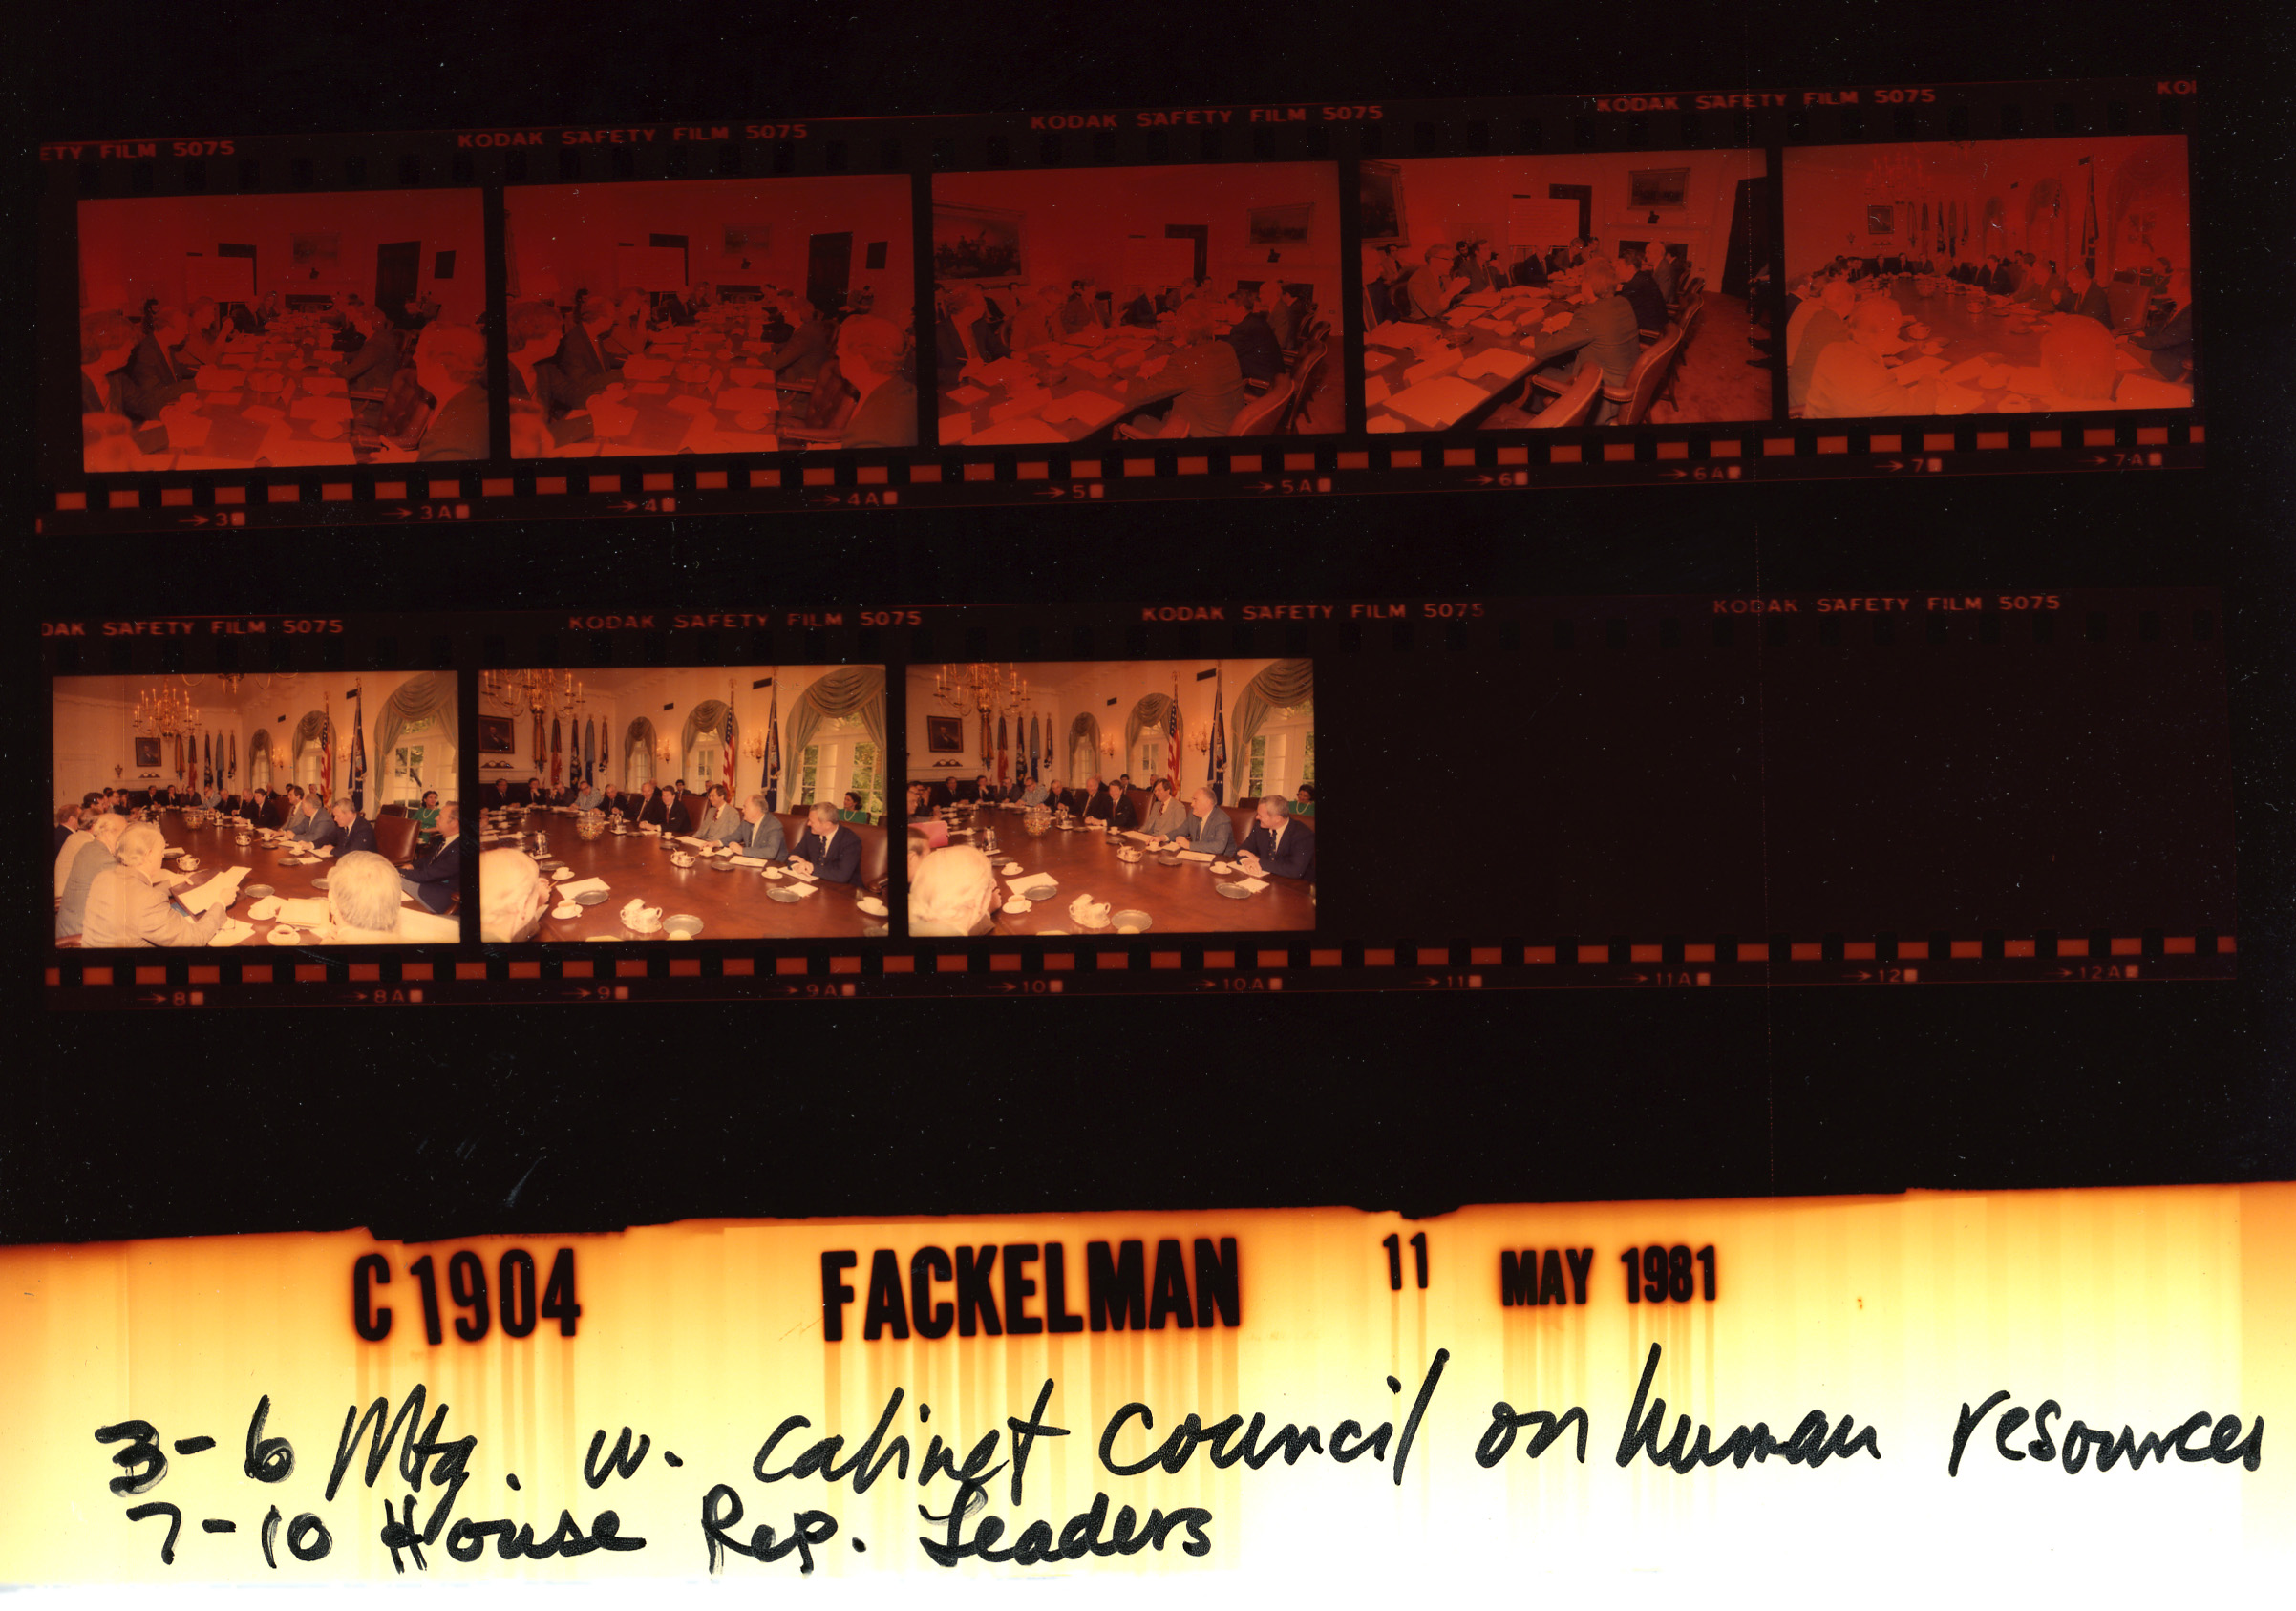 ETY FILM 5075 KODAK SAFETY FILM 5075 KODAK SAFETY FILM 5075 KODAK SAFETY FILM 5075 KO
→3 →3A →4 →4A →5 →5A →6 →6A →7 →7A
DAK SAFETY FILM 5075 KODAK SAFETY FILM 5075 KODAK SAFETY FILM 5075 KODAK SAFETY FILM 5075
→8 →8A →9 →9A →10 →10A →11 →11A →12 →12A
C1904 FACKELMAN 11 MAY 1981
3-6 Mtg. w. Cabinet Council on human resources
7-10 House Rep. Leaders